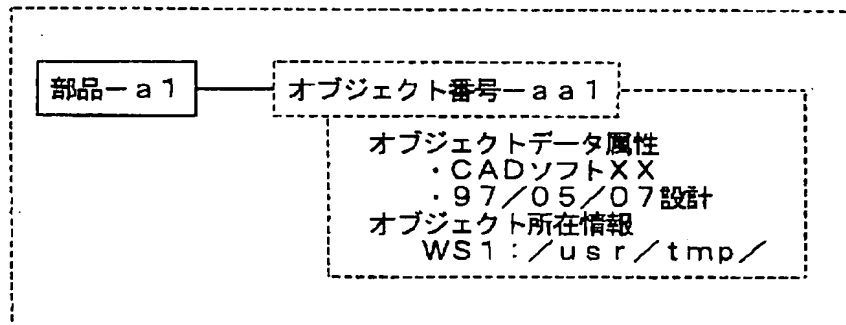 部品ーａ１
オブジェクト番号ーａａ１
オブジェクトデータ属性
・ＣＡＤソフトＸＸ
・９７／０５／０７設計
オブジェクト所在情報
ＷＳ１：／ｕｓｒ／ｔｍｐ／